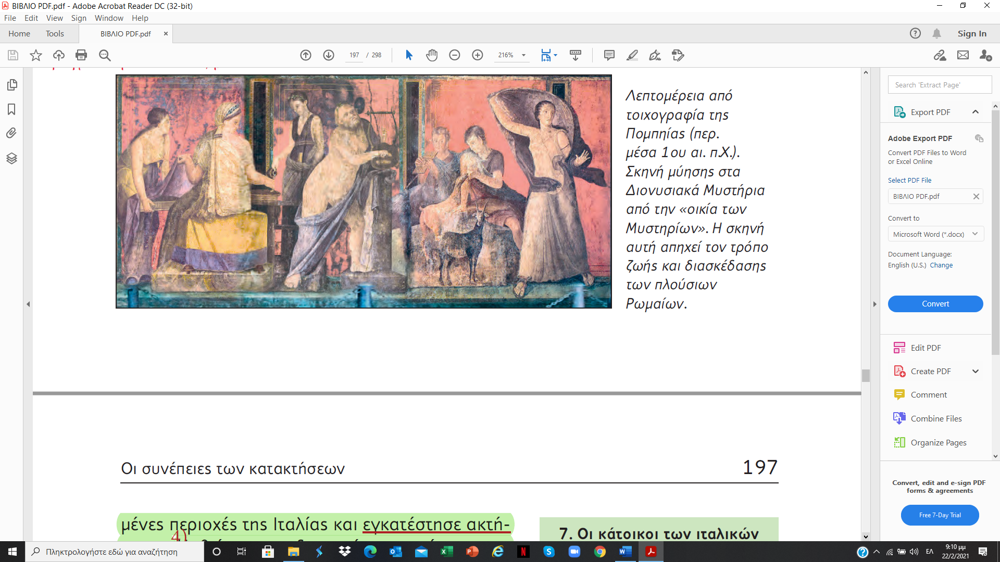 ΒΙΒΛΙΟ PDF.pdf - Adobe Acrobat Reader DC (32-bit)
File Edit View Sign Window Help
Home Tools ΒΙΒΛΙΟ PDF.pdf Sign In
197 / 298 216%
Λεπτομέρεια από
τοιχογραφία της
Πομπηίας (περ.
μέσα 1ου αι. π.Χ.).
Σκηνή μύησης στα
Διονυσιακά Μυστήρια
από την «οικία των
Μυστηρίων». Η σκηνή
αυτή απηχεί τον τρόπο
ζωής και διασκέδασης
των πλούσιων
Ρωμαίων.
Οι συνέπειες των κατακτήσεων 197
μένες περιοχές της Ιταλίας και εγκατέστησε ακτή-
4)
7. Οι κάτοικοι των ιταλικών
Search 'Extract Page'
Export PDF
Adobe Export PDF
Convert PDF Files to Word
or Excel Online
Select PDF File
ΒΙΒΛΙΟ PDF.pdf
Convert to
Microsoft Word (*.docx)
Document Language:
English (U.S.) Change
Convert
Edit PDF
Create PDF
Comment
Combine Files
Organize Pages
Convert, edit and e-sign PDF
forms & agreements
Free 7-Day Trial
Πληκτρολογήστε εδώ για αναζήτηση
ΕΛ
9:10 μμ
22/2/2021